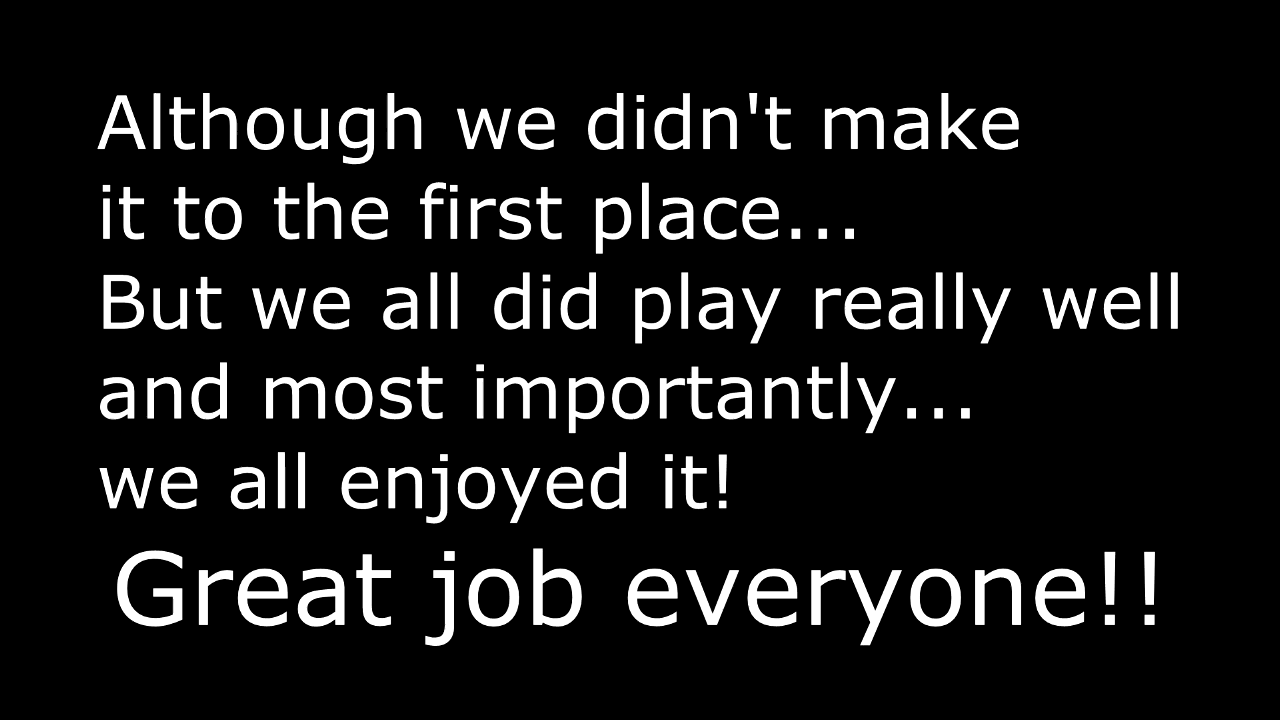 Although we didn't make
it to the first place...
But we all did play really well
and most importantly...
we all enjoyed it!
Great job everyone!!